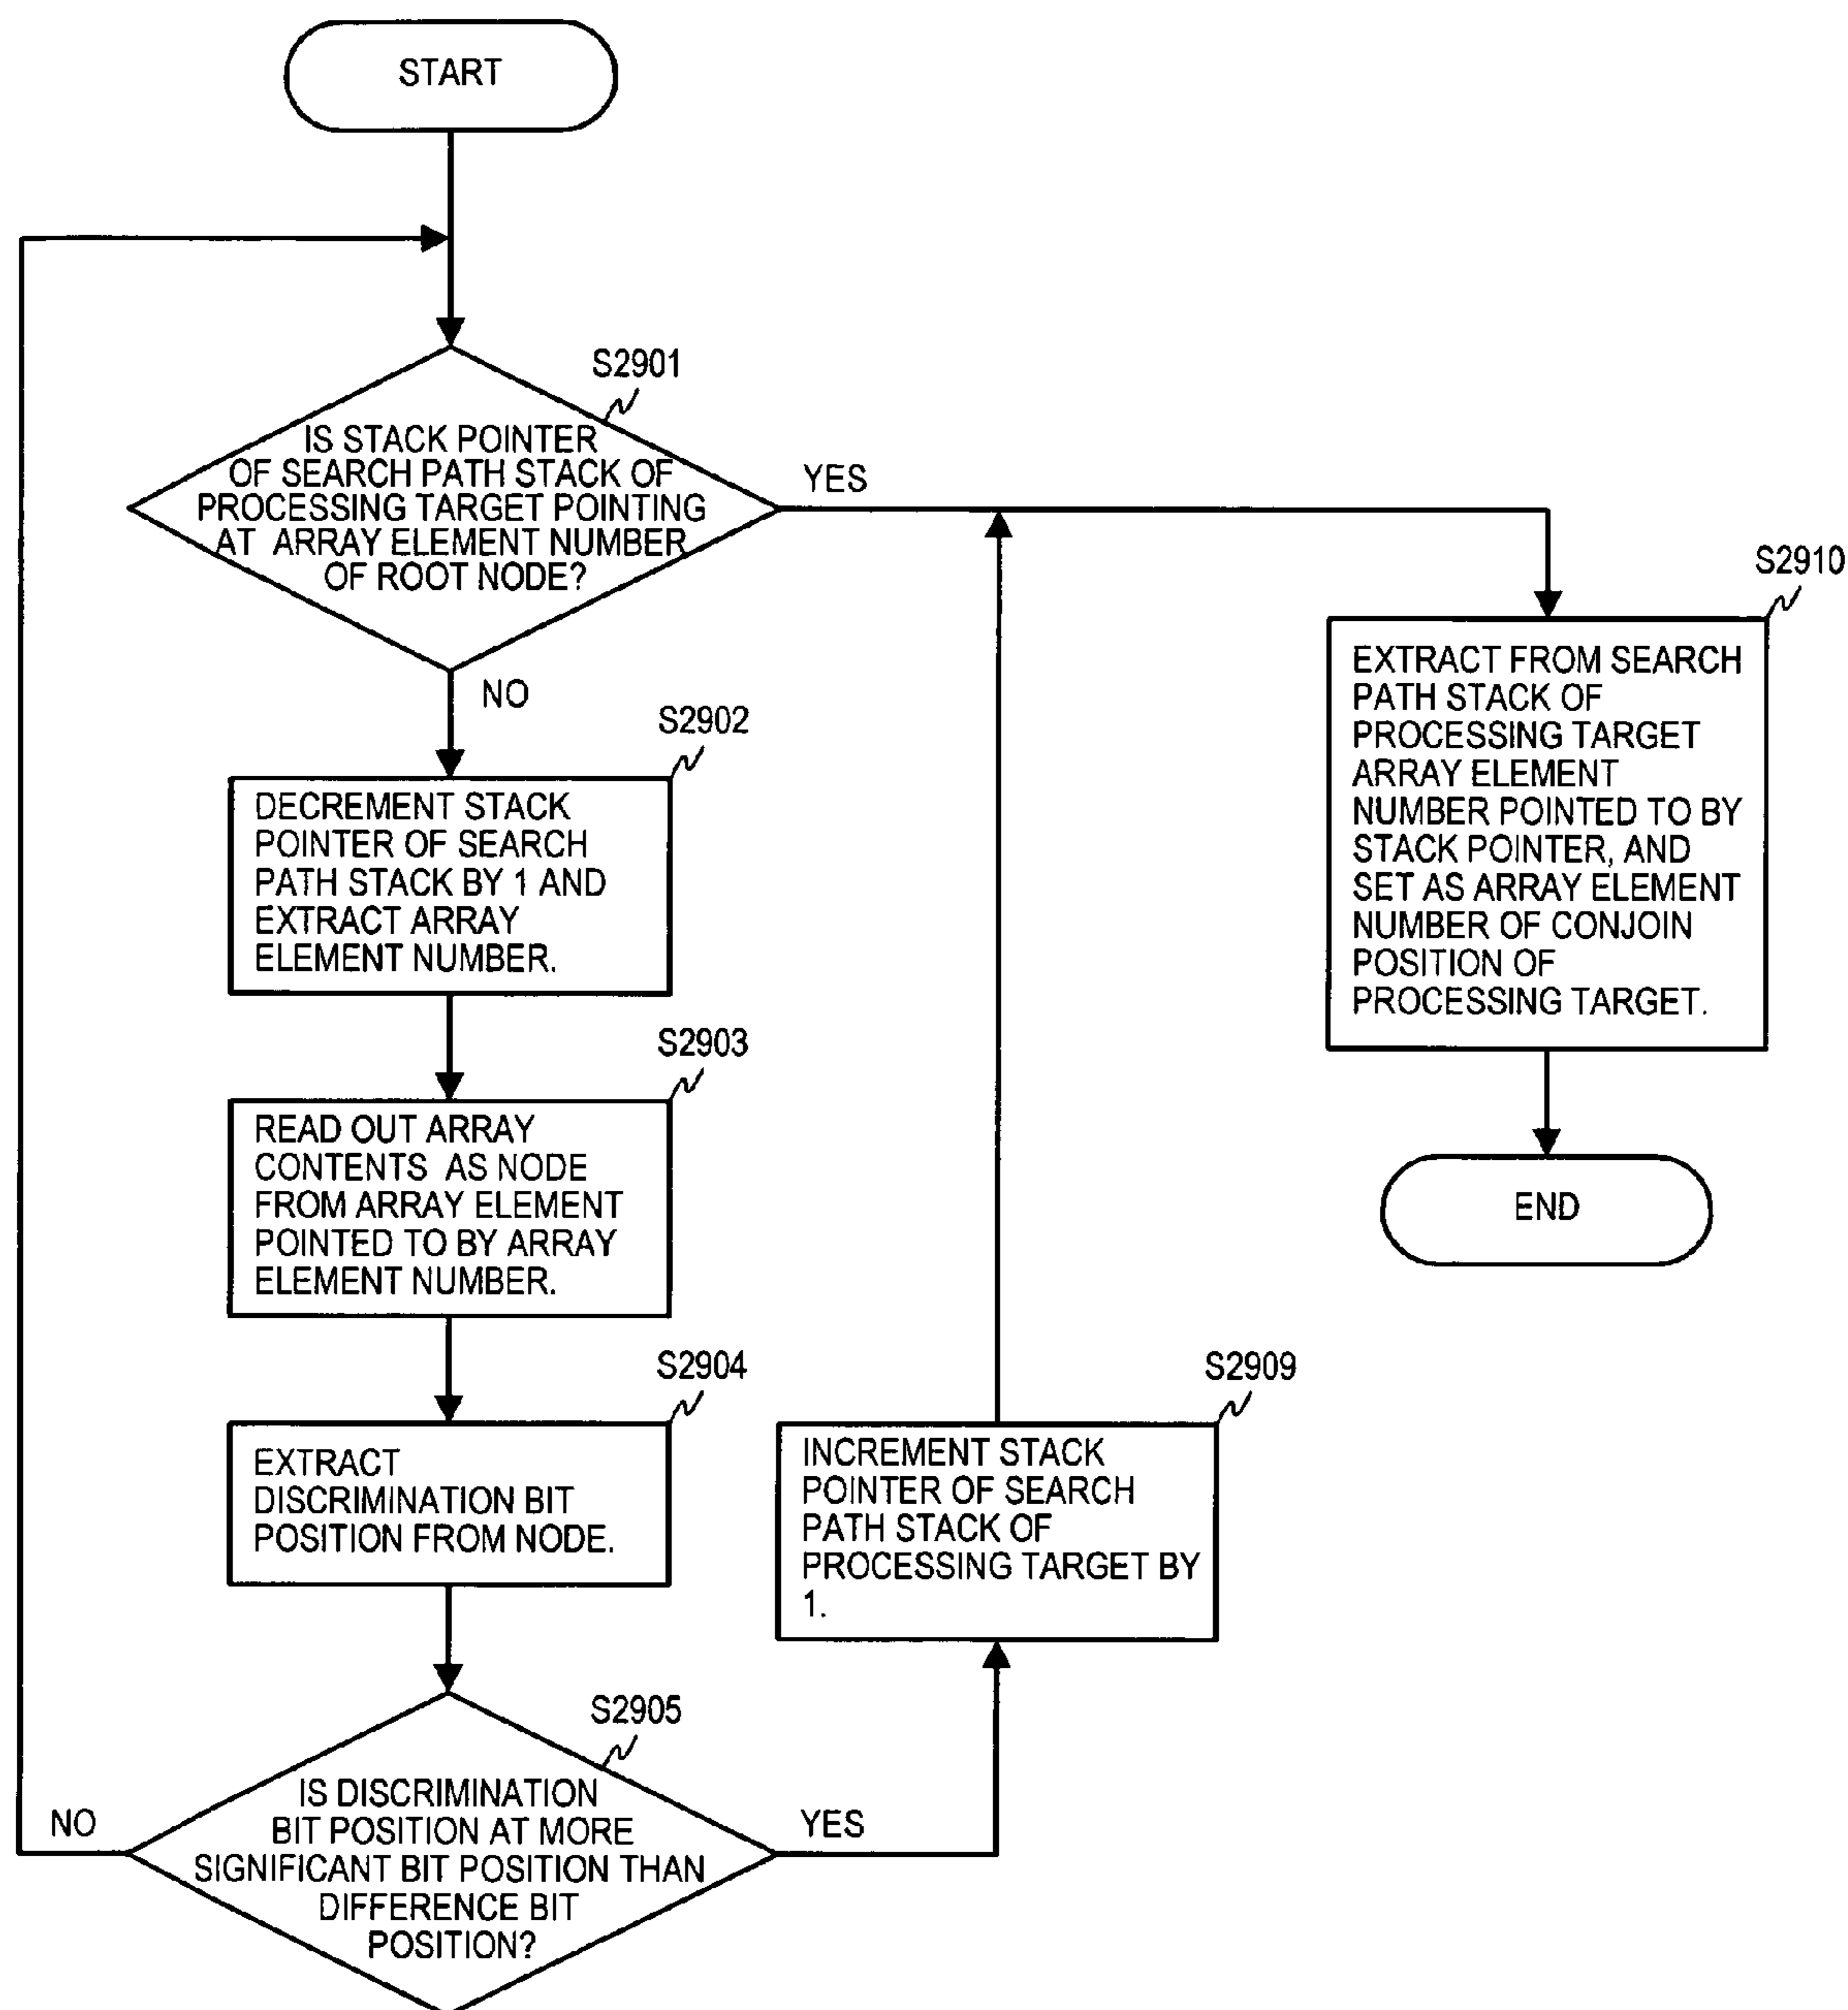 START
S2901
IS STACK POINTER
OF SEARCH PATH STACK OF
PROCESSING TARGET POINTING
AT ARRAY ELEMENT NUMBER
OF ROOT NODE?
YES
NO
S2902
DECREMENT STACK
POINTER OF SEARCH
PATH STACK BY 1 AND
EXTRACT ARRAY
ELEMENT NUMBER.
S2903
READ OUT ARRAY
CONTENTS AS NODE
FROM ARRAY ELEMENT
POINTED TO BY ARRAY
ELEMENT NUMBER.
S2904
EXTRACT
DISCRIMINATION BIT
POSITION FROM NODE.
S2905
IS DISCRIMINATION
BIT POSITION AT MORE
SIGNIFICANT BIT POSITION THAN
DIFFERENCE BIT
POSITION?
NO
YES
S2909
INCREMENT STACK
POINTER OF SEARCH
PATH STACK OF
PROCESSING TARGET BY
1.
S2910
EXTRACT FROM SEARCH
PATH STACK OF
PROCESSING TARGET
ARRAY ELEMENT
NUMBER POINTED TO BY
STACK POINTER, AND
SET AS ARRAY ELEMENT
NUMBER OF CONJOIN
POSITION OF
PROCESSING TARGET.
END